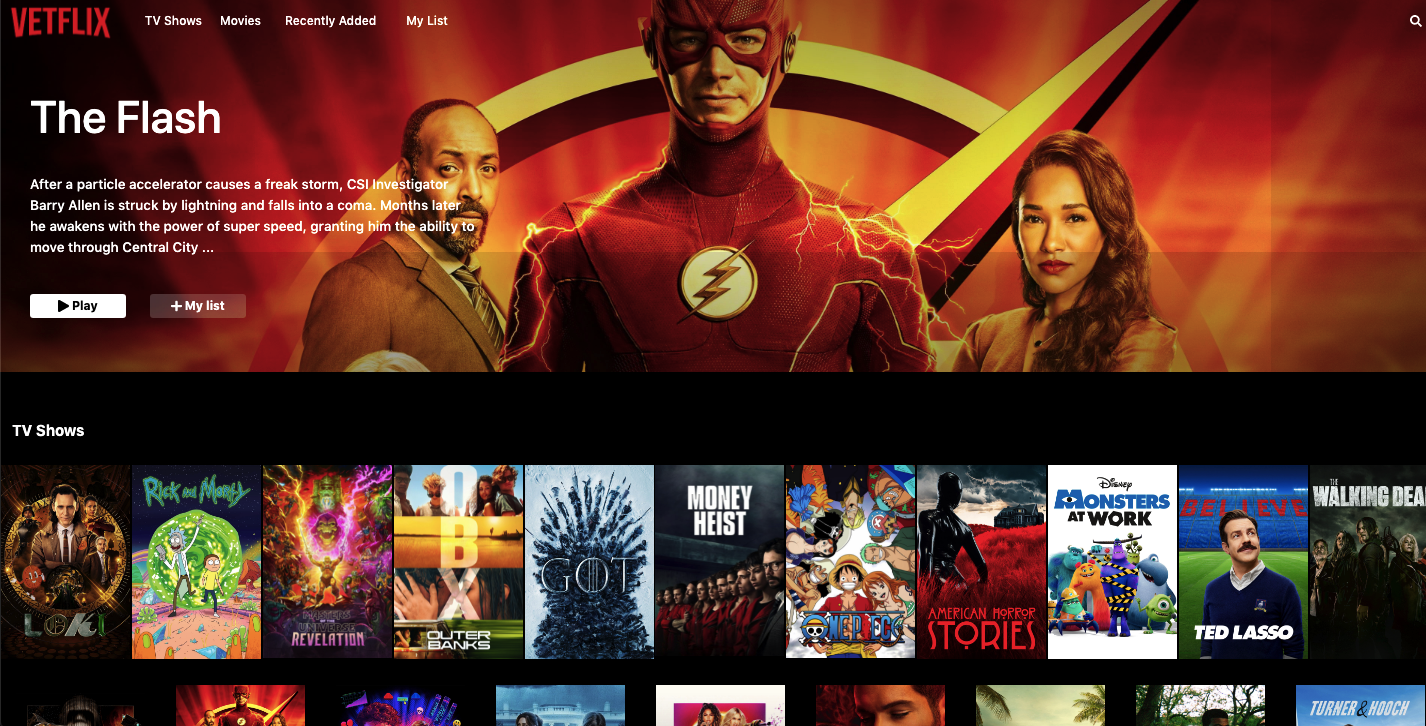 VETFLIX
TV Shows
Movies
Recently Added
My List
The Flash
After a particle accelerator causes a freak storm, CSI Investigator
Barry Allen is struck by lightning and falls into a coma. Months later
he awakens with the power of super speed, granting him the ability to
move through Central City ...
Play
My list
TV Shows
LOKI
Rick and Morty
MASTERS
OF THE
UNIVERSE
REVELATION
OBX
OUTER
BANKS
GOT
MONEY
HEIST
ONE PIECE
AMERICAN HORROR
STORIES
Disney
MONSTERS
AT WORK
BELIEVE
TED LASSO
THE
WALKING DEA
TURNER & HOOCH